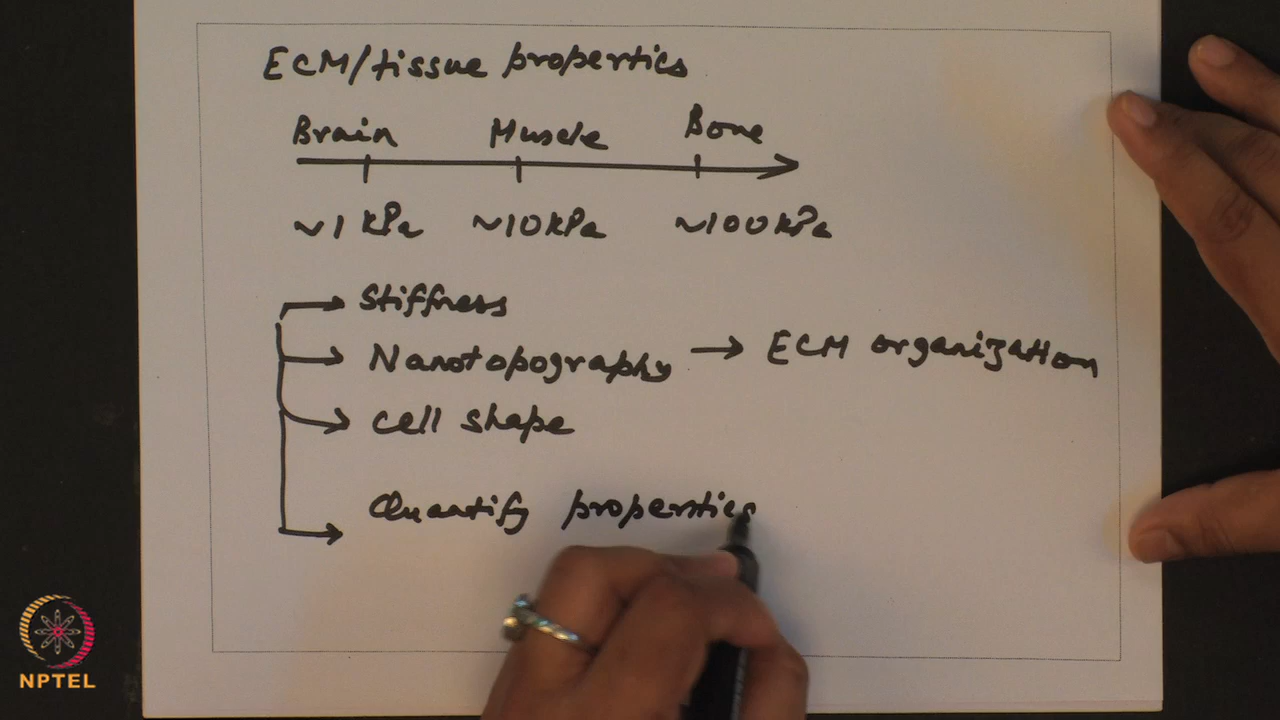 ECM/tissue properties
Brain Muscle Bone
~1 kPa ~10 kPa ~100 kPa
Stiffness
Nanotopography → ECM organization
Cell shape
Quantify properties
NPTEL